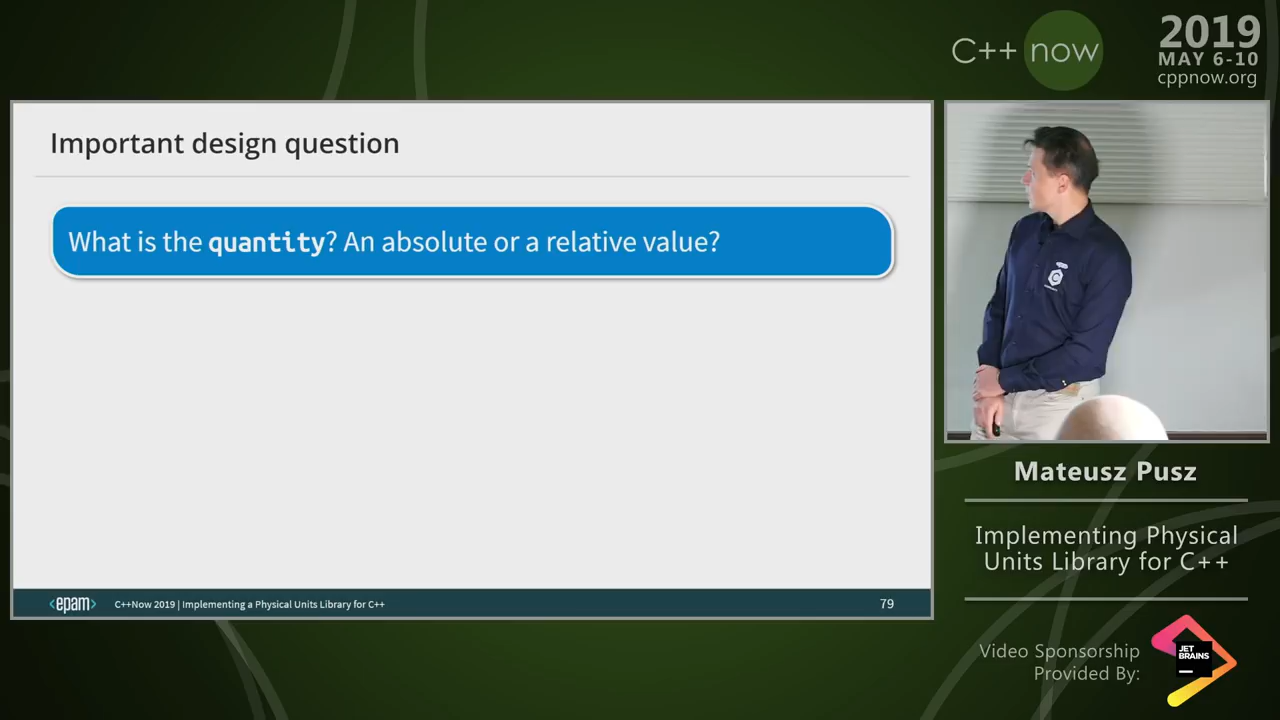 C++ now
2019
MAY 6-10
cppnow.org
Important design question
What is the quantity? An absolute or a relative value?
<epam>
C++Now 2019 | Implementing a Physical Units Library for C++
79
Mateusz Pusz
Implementing Physical
Units Library for C++
Video Sponsorship
Provided By:
JET
BRAINS